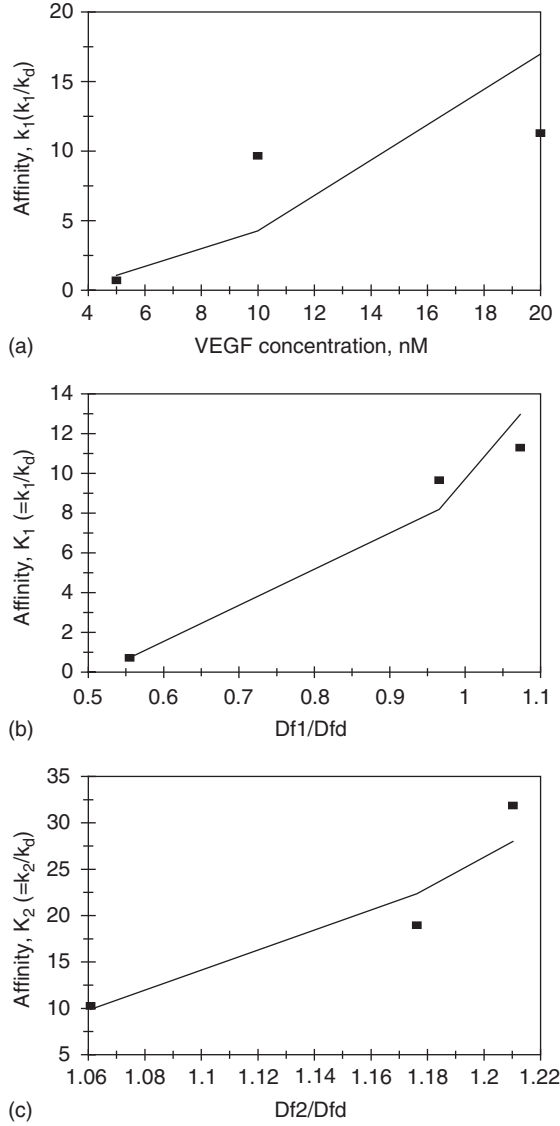 20
15
10
5
0
Affinity, k₁(k₁/k_d)
4 6 8 10 12 14 16 18 20
(a) VEGF concentration, nM
14
12
10
8
6
4
2
0
Affinity, K₁ (=k₁/k_d)
0.5 0.6 0.7 0.8 0.9 1 1.1
(b) Df1/Dfd
35
30
25
20
15
10
5
Affinity, K₂ (=k₂/k_d)
1.06 1.08 1.1 1.12 1.14 1.16 1.18 1.2 1.22
(c) Df2/Dfd